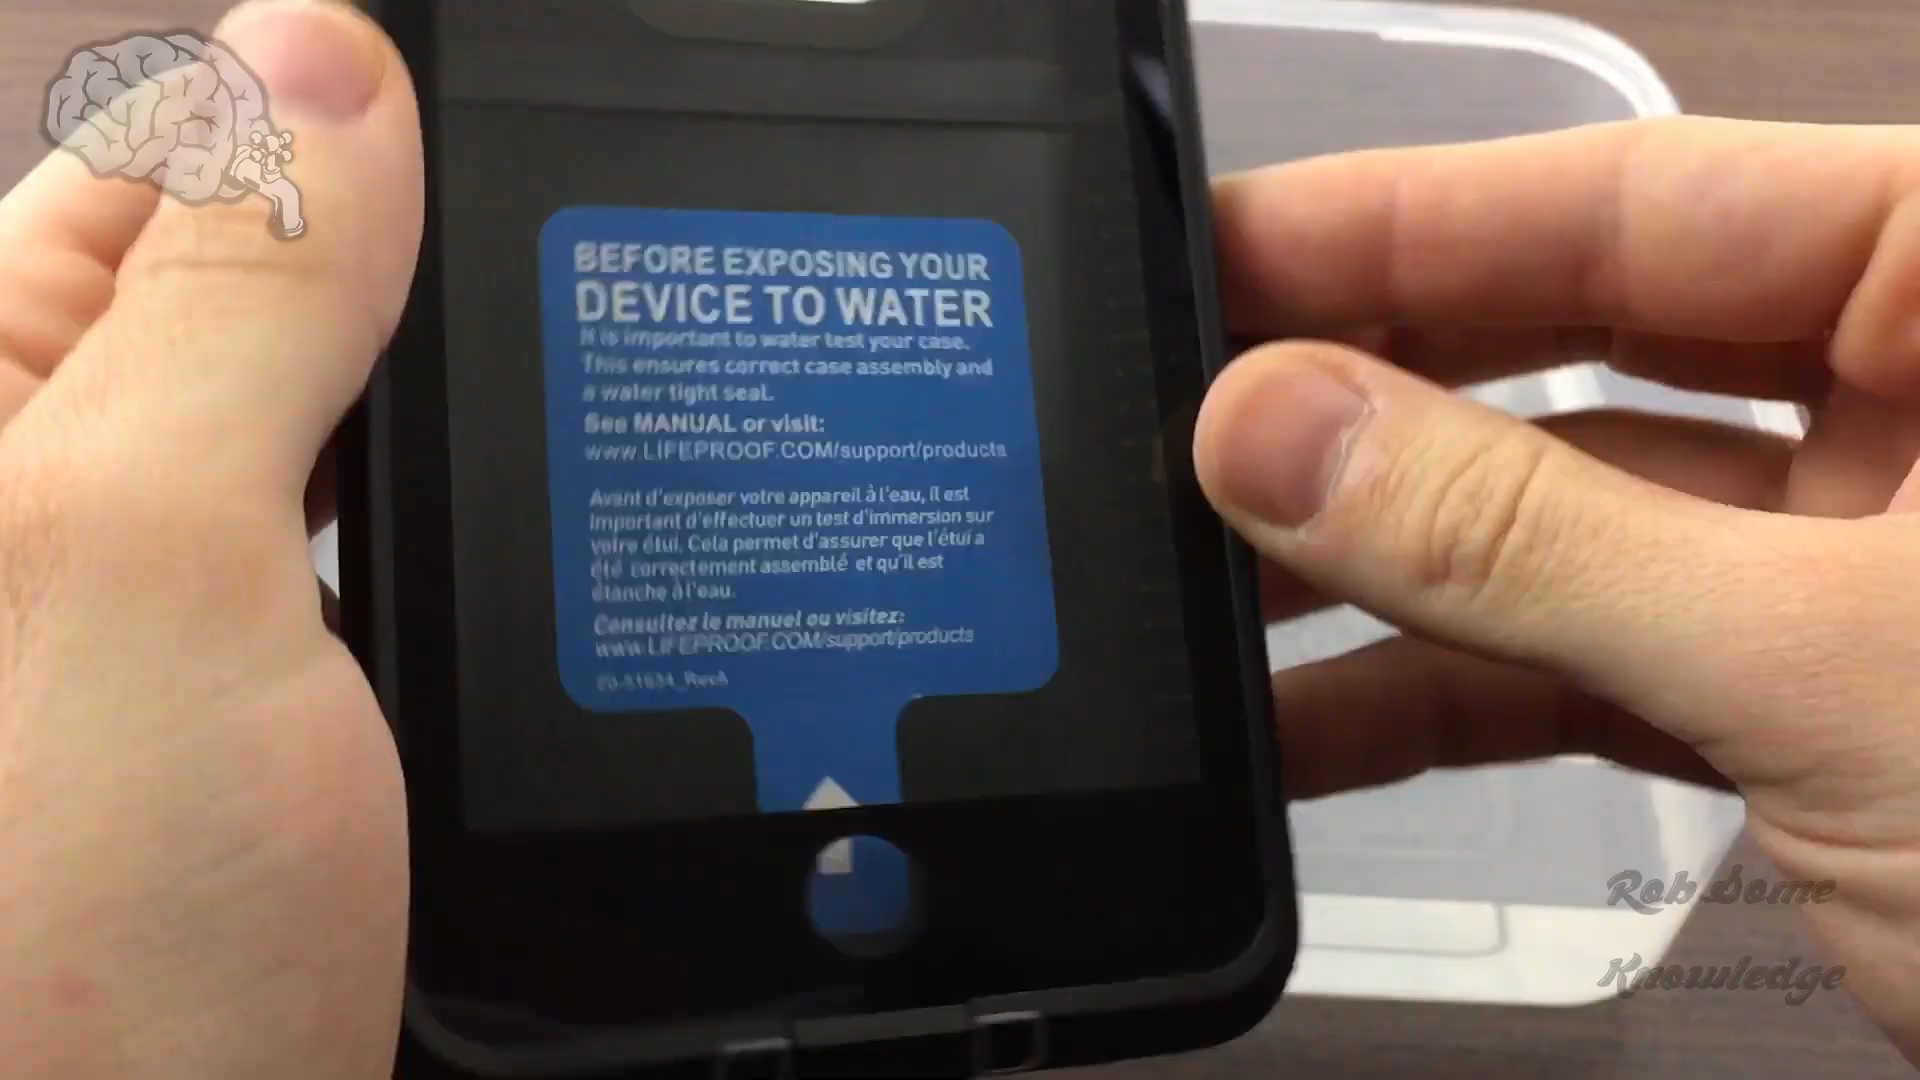 BEFORE EXPOSING YOUR
DEVICE TO WATER
It is important to water test your case.
This ensures correct case assembly and
a water tight seal.
See MANUAL or visit:
www.LIFEPROOF.COM/support/products
Avant d'exposer votre appareil à l'eau, il est
important d'effectuer un test d'immersion sur
votre étui. Cela permet d'assurer que l'étui a
été correctement assemblé et qu'il est
étanche à l'eau.
Consultez le manuel ou visitez:
www.LIFEPROOF.COM/support/products
20-51634_RevA
Rob Some
Knowledge